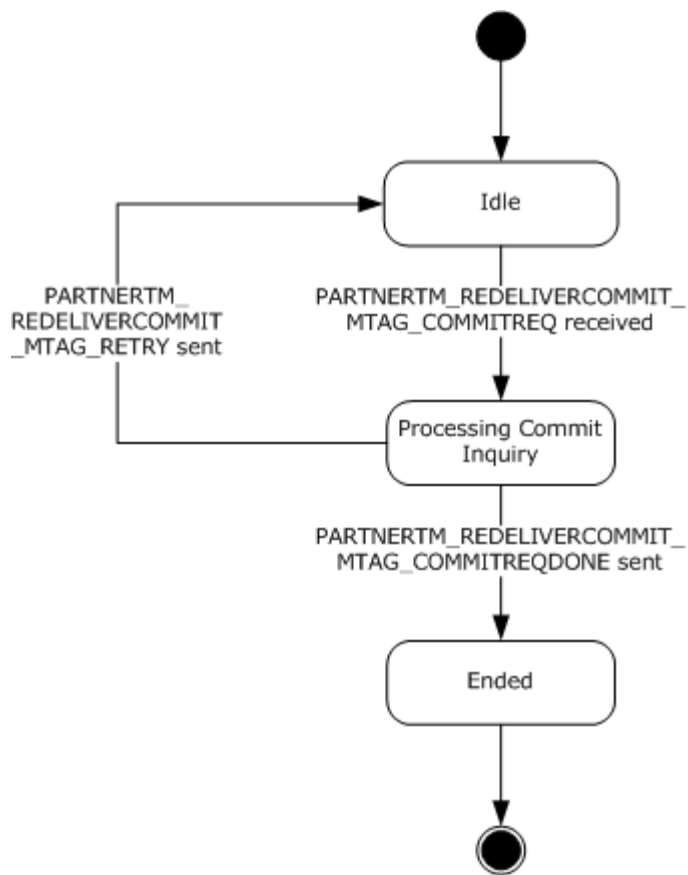 Idle
PARTNERTM_
REDELIVERCOMMIT
_MTAG_RETRY sent
PARTNERTM_REDELIVERCOMMIT_
MTAG_COMMITREQ received
Processing Commit
Inquiry
PARTNERTM_REDELIVERCOMMIT_
MTAG_COMMITREQDONE sent
Ended